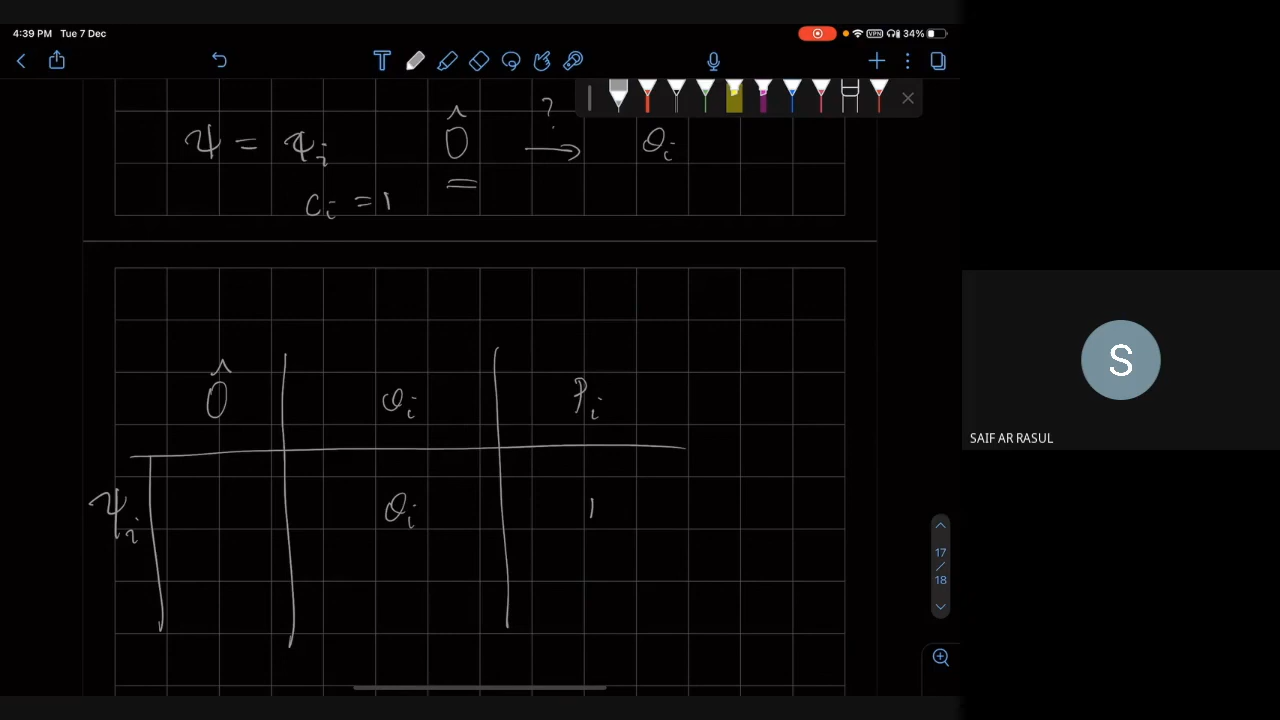 4:39 PM Tue 7 Dec
VPN 34%
T
ψ = ψᵢ Ô ?→ oᵢ
cᵢ = 1
Ô oᵢ Pᵢ
ψᵢ oᵢ 1
S
SAIF AR RASUL
17
/
18